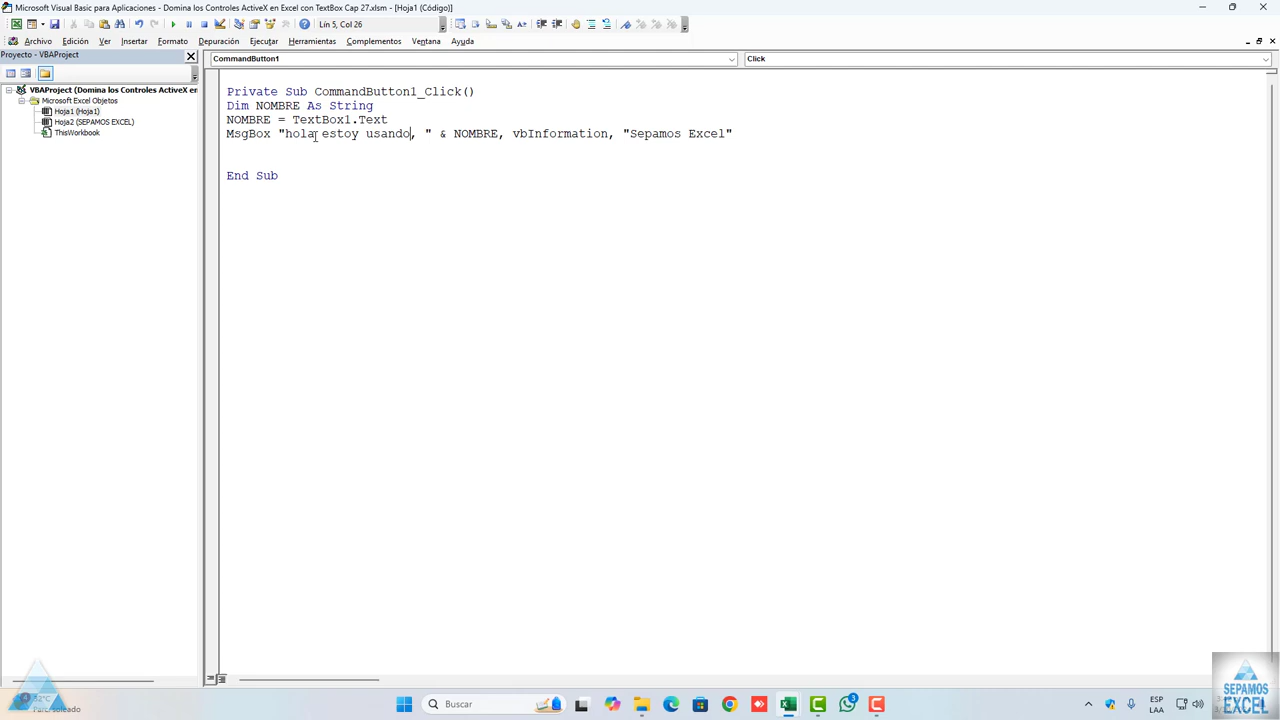 Microsoft Visual Basic para Aplicaciones - Domina los Controles ActiveX en Excel con TextBox Cap 27.xlsm - [Hoja1 (Código)]
Archivo Edición Ver Insertar Formato Depuración Ejecutar Herramientas Complementos Ventana Ayuda
Lín 5, Col 26
Proyecto - VBAProject
VBAProject (Domina los Controles ActiveX en
Microsoft Excel Objetos
Hoja1 (Hoja1)
Hoja2 (SEPAMOS EXCEL)
ThisWorkbook
CommandButton1
Click
Private Sub CommandButton1_Click()
Dim NOMBRE As String
NOMBRE = TextBox1.Text
MsgBox "hola estoy usando, " & NOMBRE, vbInformation, "Sepamos Excel"
End Sub
Buscar
3
ESP
LAA
SEPAMOS
EXCEL